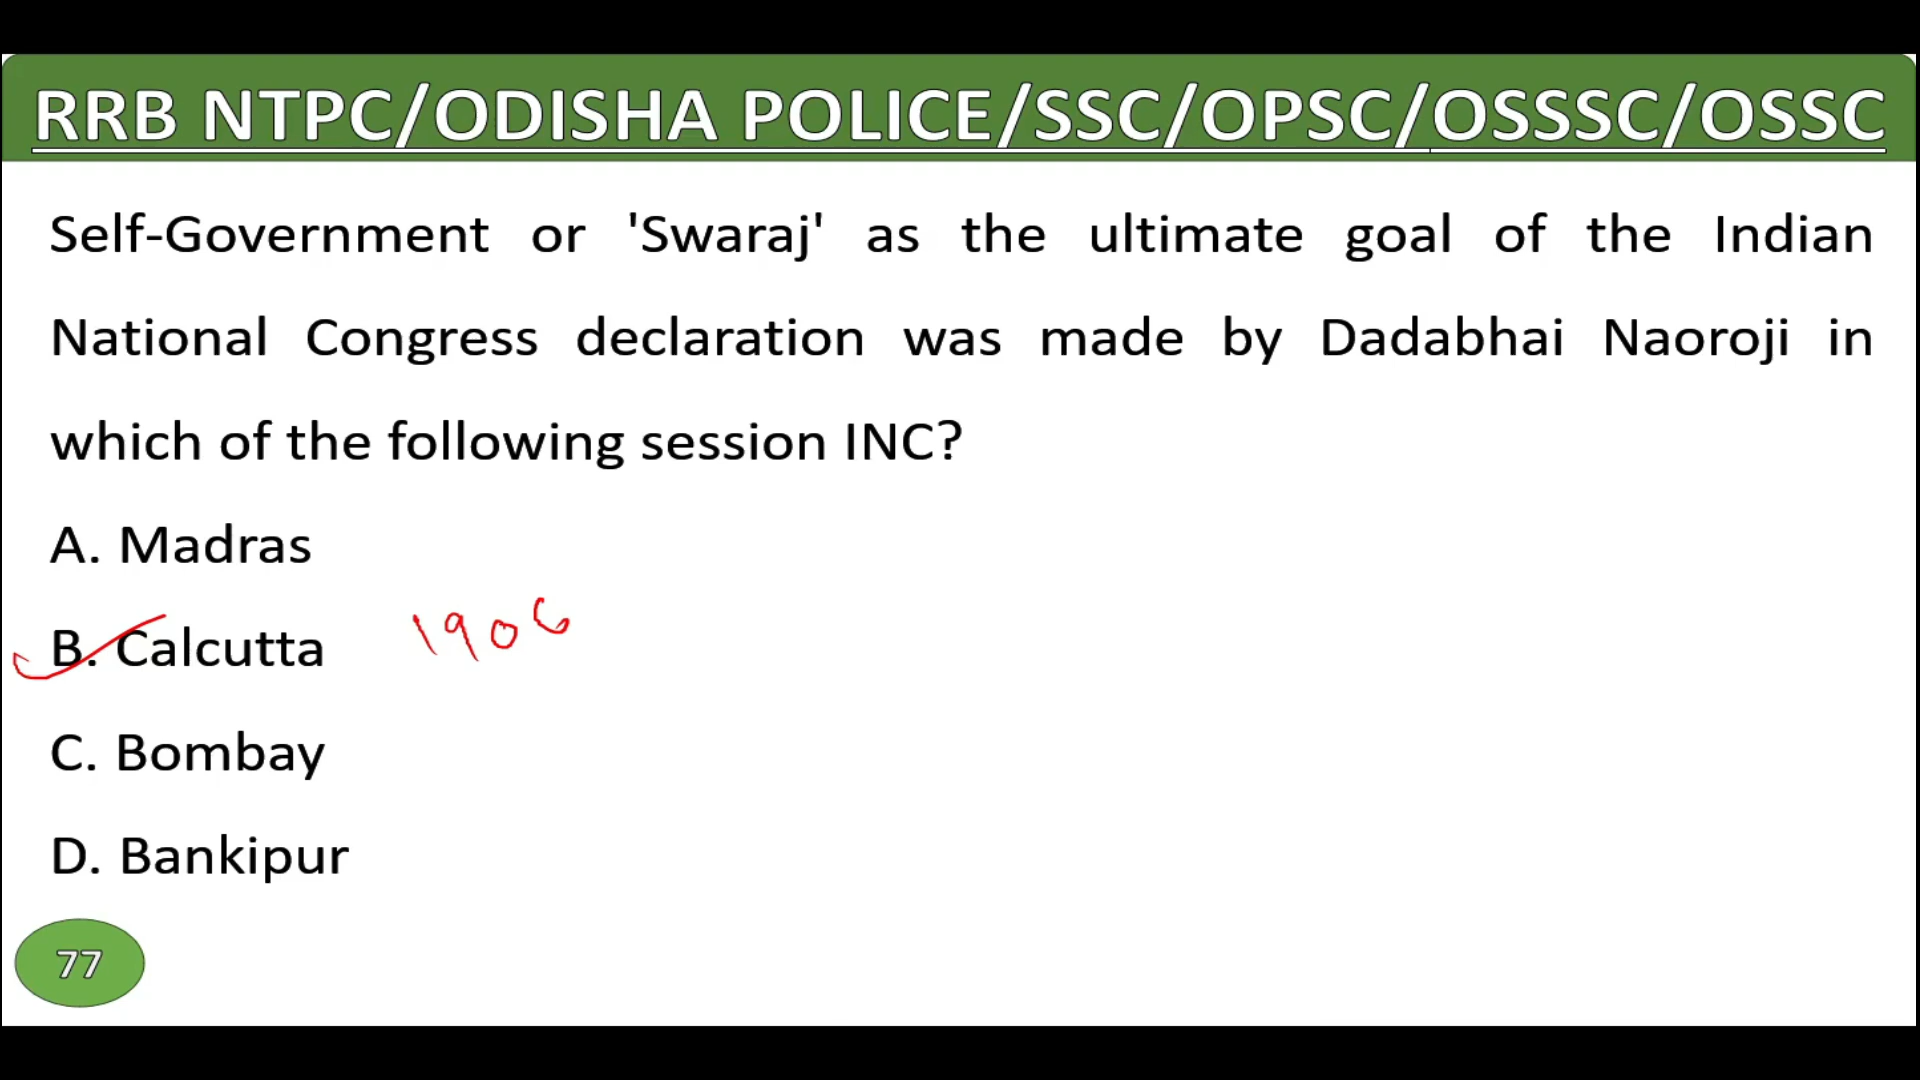 RRB NTPC/ODISHA POLICE/SSC/OPSC/OSSSC/OSSC
Self-Government or 'Swaraj' as the ultimate goal of the Indian
National Congress declaration was made by Dadabhai Naoroji in
which of the following session INC?
A. Madras
B. Calcutta 1906
C. Bombay
D. Bankipur
77